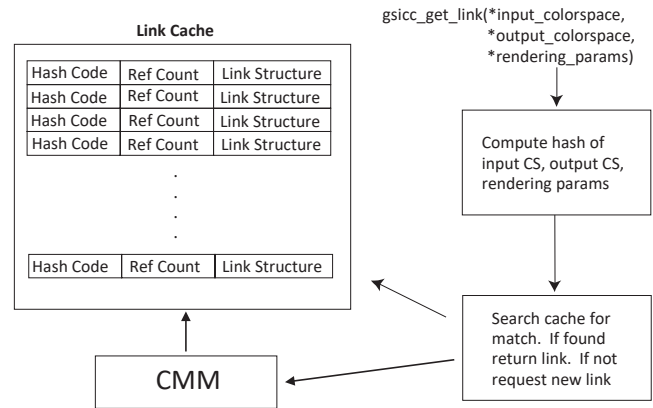 gsicc_get_link(*input_colorspace,
*output_colorspace,
*rendering_params)
Link Cache
Hash Code Ref Count Link Structure
Hash Code Ref Count Link Structure
Hash Code Ref Count Link Structure
Hash Code Ref Count Link Structure
.
.
.
.
Hash Code Ref Count Link Structure
Compute hash of
input CS, output CS,
rendering params
Search cache for
match. If found
return link. If not
request new link
CMM